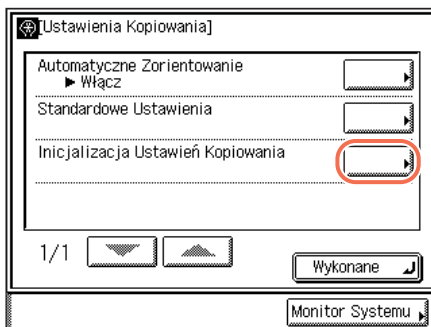 [Ustawienia Kopiowania]
Automatyczne Zorientowanie
► Włącz
Standardowe Ustawienia
Inicjalizacja Ustawień Kopiowania
1/1
Wykonane
Monitor Systemu